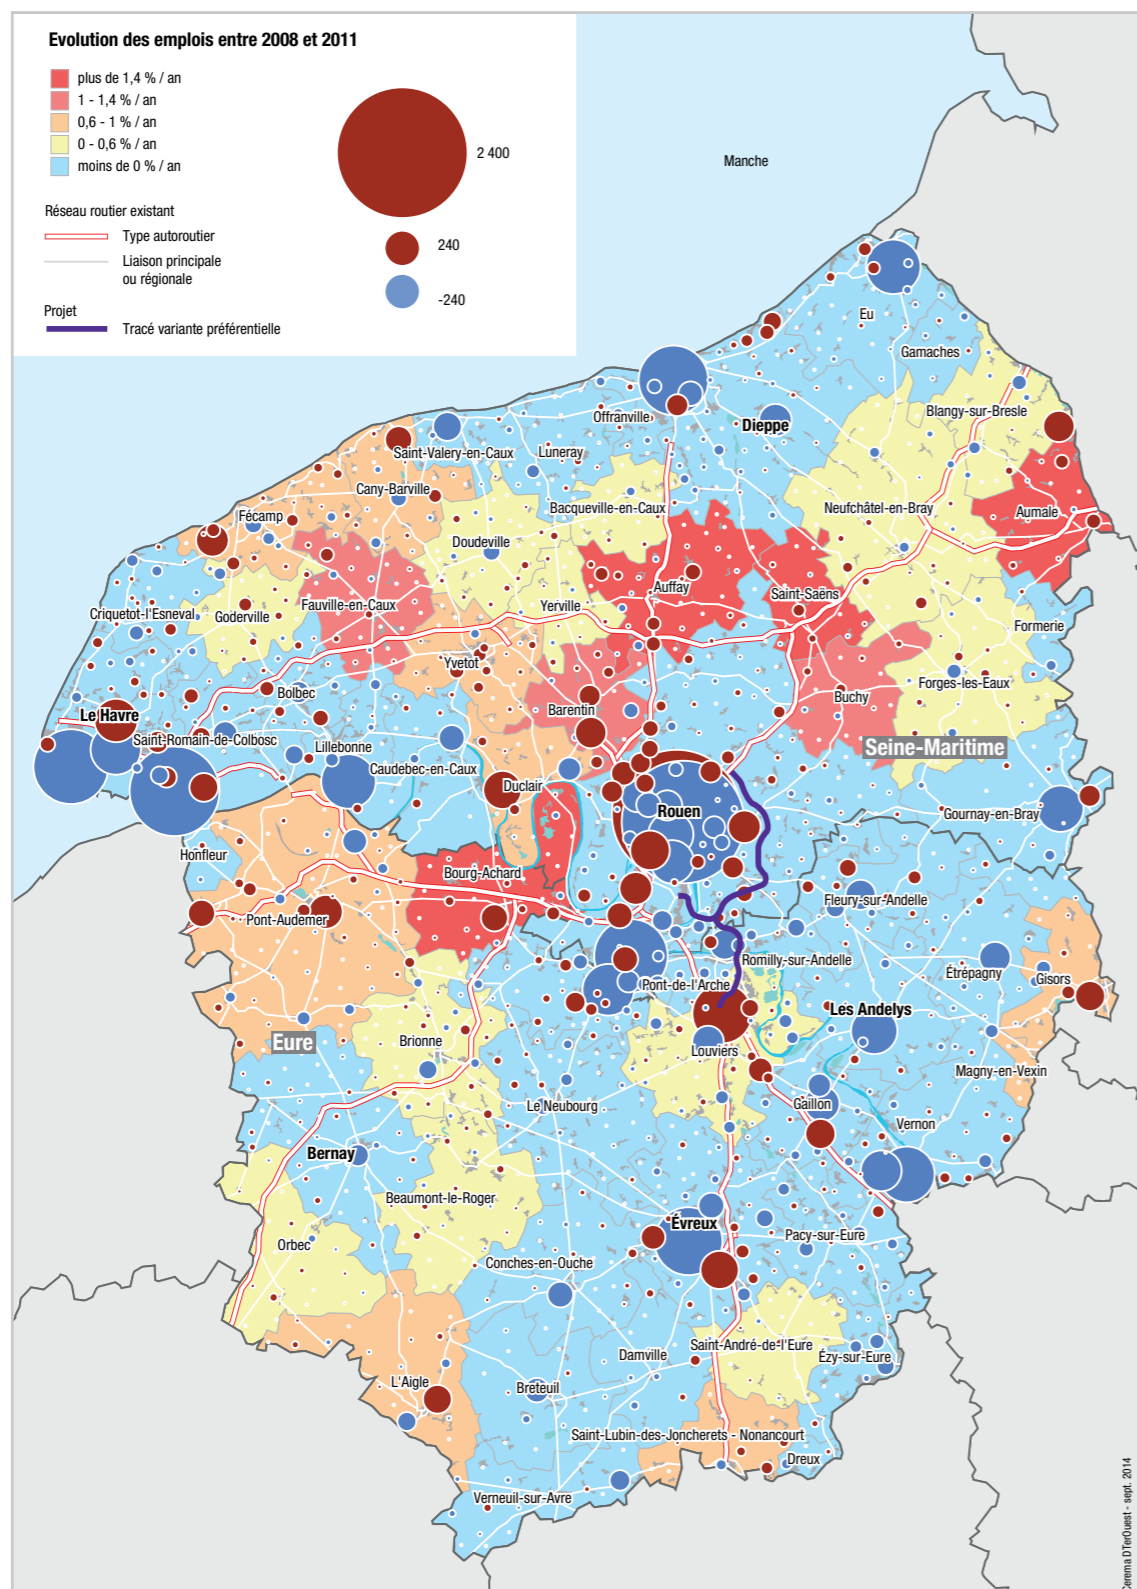 Evolution des emplois entre 2008 et 2011
plus de 1,4 % / an
1 - 1,4 % / an
0,6 - 1 % / an
0 - 0,6 % / an
moins de 0 % / an
2 400
240
-240
Réseau routier existant
Type autoroutier
Liaison principale
ou régionale
Projet
Tracé variante préférentielle
Manche
Eu
Gamaches
Blangy-sur-Bresle
Offranville
Dieppe
Saint-Valery-en-Caux
Luneray
Cany-Barville
Bacqueville-en-Caux
Neufchâtel-en-Bray
Aumale
Fécamp
Doudeville
Auffay
Saint-Saëns
Criquetot-l'Esneval
Goderville
Fauville-en-Caux
Yerville
Formerie
Yvetot
Forges-les-Eaux
Bolbec
Barentin
Buchy
Le Havre
Saint-Romain-de-Colbosc
Lillebonne
Seine-Maritime
Caudebec-en-Caux
Duclair
Rouen
Gournay-en-Bray
Honfleur
Bourg-Achard
Fleury-sur-Andelle
Pont-Audemer
Romilly-sur-Andelle
Étrépagny
Gisors
Pont-de-l'Arche
Les Andelys
Eure
Brionne
Louviers
Magny-en-Vexin
Le Neubourg
Gaillon
Vernon
Bernay
Beaumont-le-Roger
Évreux
Pacy-sur-Eure
Orbec
Conches-en-Ouche
Saint-André-de-l'Eure
Damville
Ézy-sur-Eure
L'Aigle
Breteuil
Saint-Lubin-des-Joncherets - Nonancourt
Dreux
Verneuil-sur-Avre
Cerema DTerOuest - sept. 2014